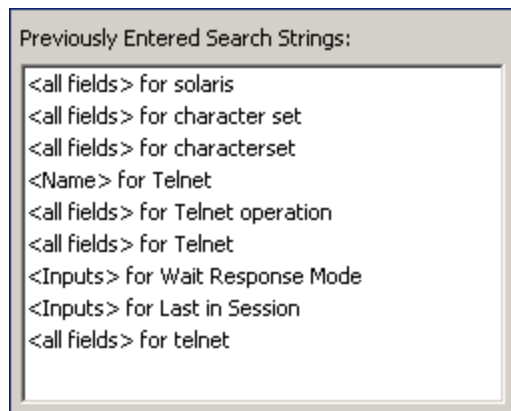 Previously Entered Search Strings:
<all fields> for solaris
<all fields> for character set
<all fields> for characterset
<Name> for Telnet
<all fields> for Telnet operation
<all fields> for Telnet
<Inputs> for Wait Response Mode
<Inputs> for Last in Session
<all fields> for telnet